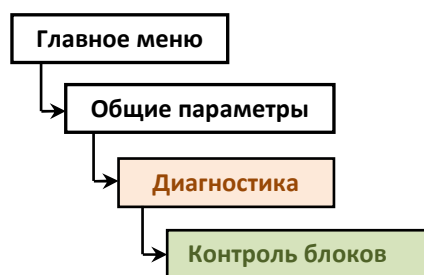 Главное меню
Общие параметры
Диагностика
Контроль блоков